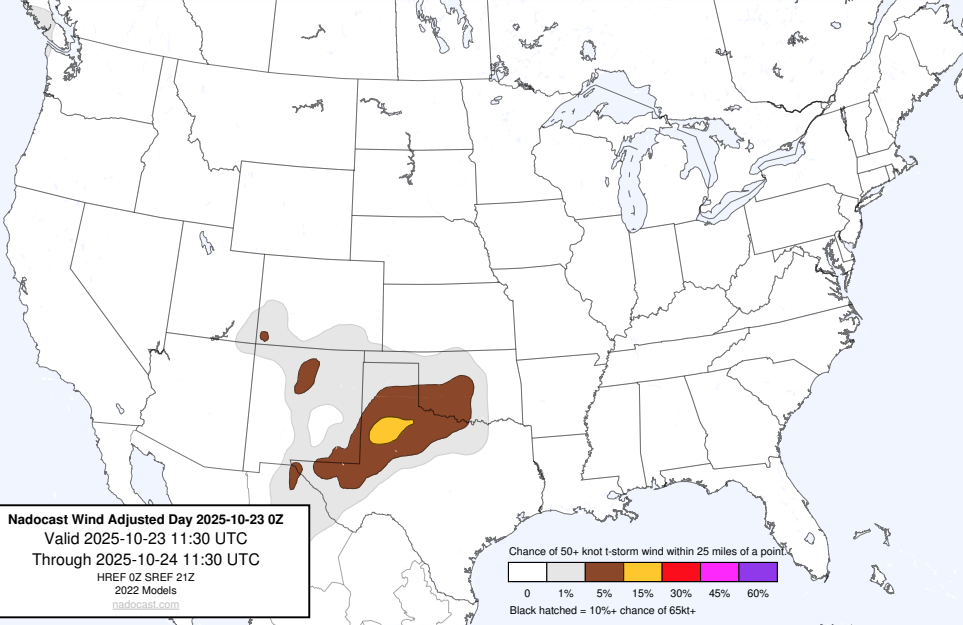 Nadocast Wind Adjusted Day 2025-10-23 0Z
Valid 2025-10-23 11:30 UTC
Through 2025-10-24 11:30 UTC
HREF 0Z SREF 21Z
2022 Models
nadocast.com
Chance of 50+ knot t-storm wind within 25 miles of a point.
0 1% 5% 15% 30% 45% 60%
Black hatched = 10%+ chance of 65kt+